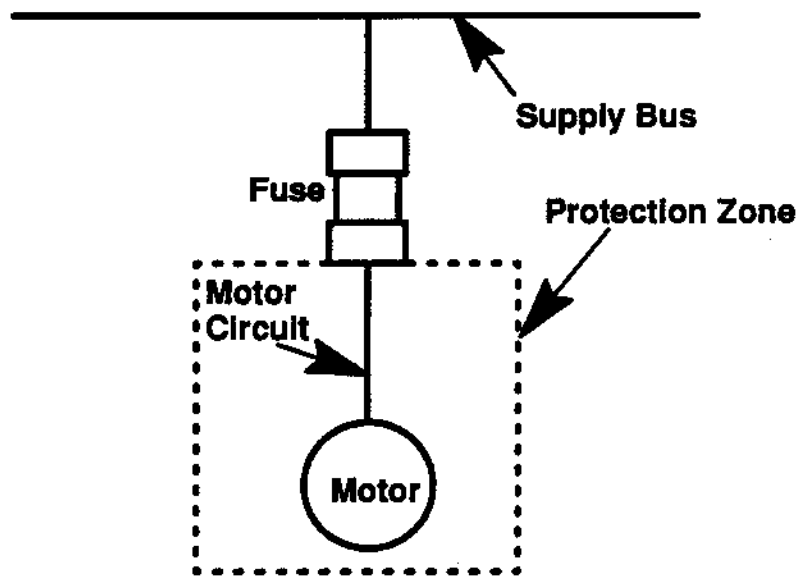 Supply Bus
Fuse
Protection Zone
Motor
Circuit
Motor